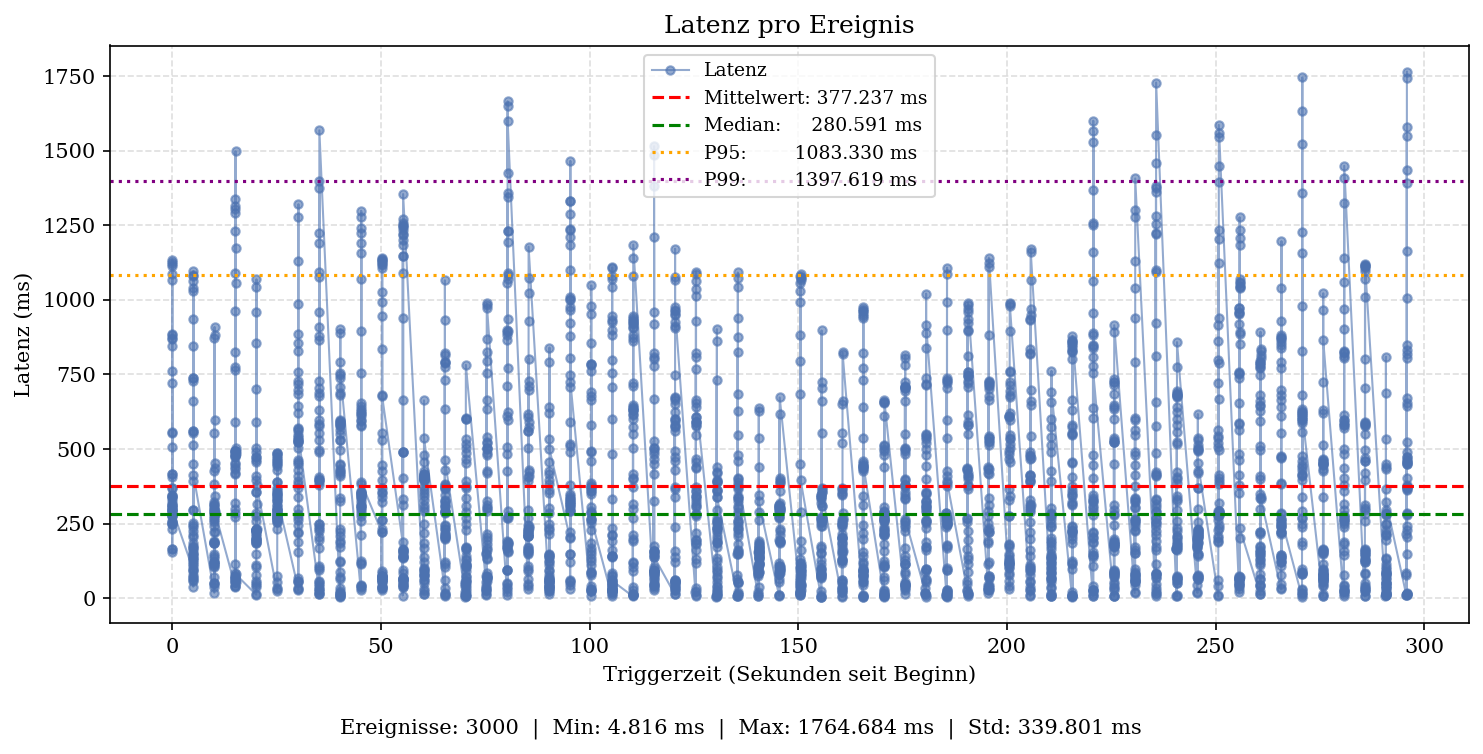 Latenz pro Ereignis
Latenz
Mittelwert: 377.237 ms
Median: 280.591 ms
P95: 1083.330 ms
P99: 1397.619 ms
Latenz (ms)
1750
1500
1250
1000
750
500
250
0
0 50 100 150 200 250 300
Triggerzeit (Sekunden seit Beginn)
Ereignisse: 3000 | Min: 4.816 ms | Max: 1764.684 ms | Std: 339.801 ms